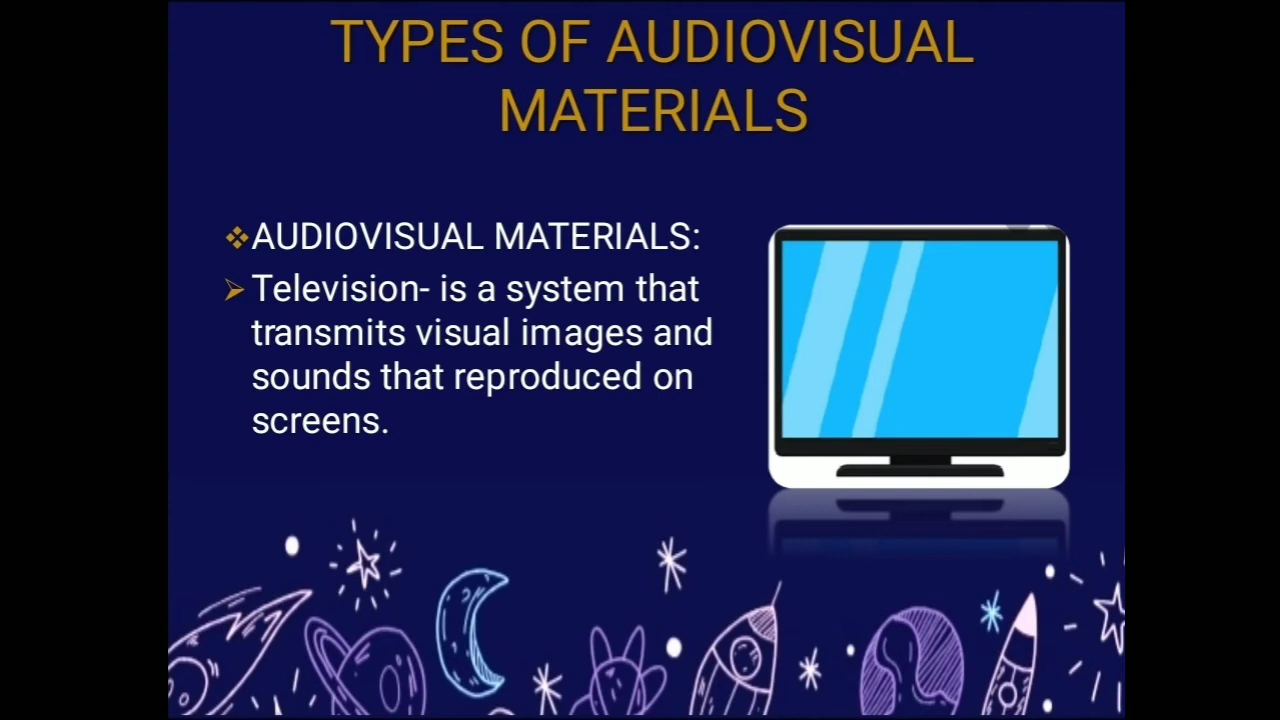 TYPES OF AUDIOVISUAL
MATERIALS
AUDIOVISUAL MATERIALS:
Television- is a system that
transmits visual images and
sounds that reproduced on
screens.